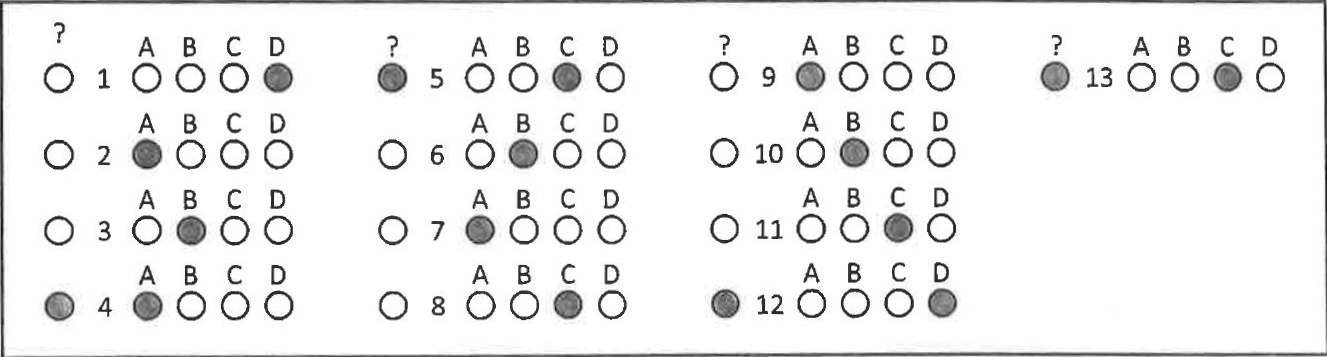 ? A B C D ? A B C D ? A B C D ? A B C D
1 5 9 13
A B C D A B C D A B C D
2 6 10
A B C D A B C D A B C D
3 7 11
A B C D A B C D A B C D
4 8 12